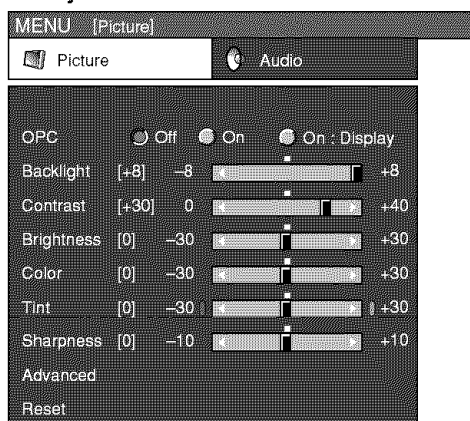 MENU [Picture]
Picture Audio
OPC Off On On : Display
Backlight [+8] –8 +8
Contrast [+30] 0 +40
Brightness [0] –30 +30
Color [0] –30 +30
Tint [0] –30 +30
Sharpness [0] –10 +10
Advanced
Reset